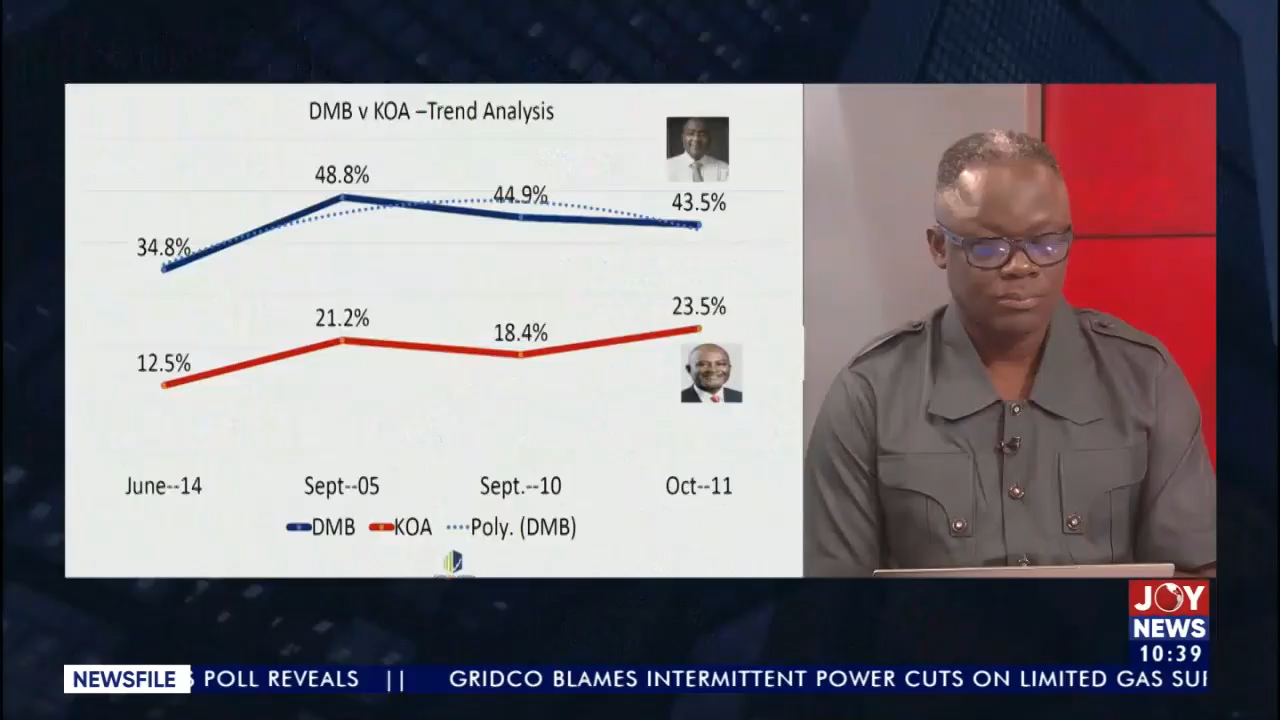 DMB v KOA –Trend Analysis
48.8%
44.9%
43.5%
34.8%
23.5%
21.2%
18.4%
12.5%
June--14 Sept--05 Sept.--10 Oct--11
DMB KOA Poly. (DMB)
JOY
NEWS
10:39
NEWSFILE POLL REVEALS || GRIDCO BLAMES INTERMITTENT POWER CUTS ON LIMITED GAS